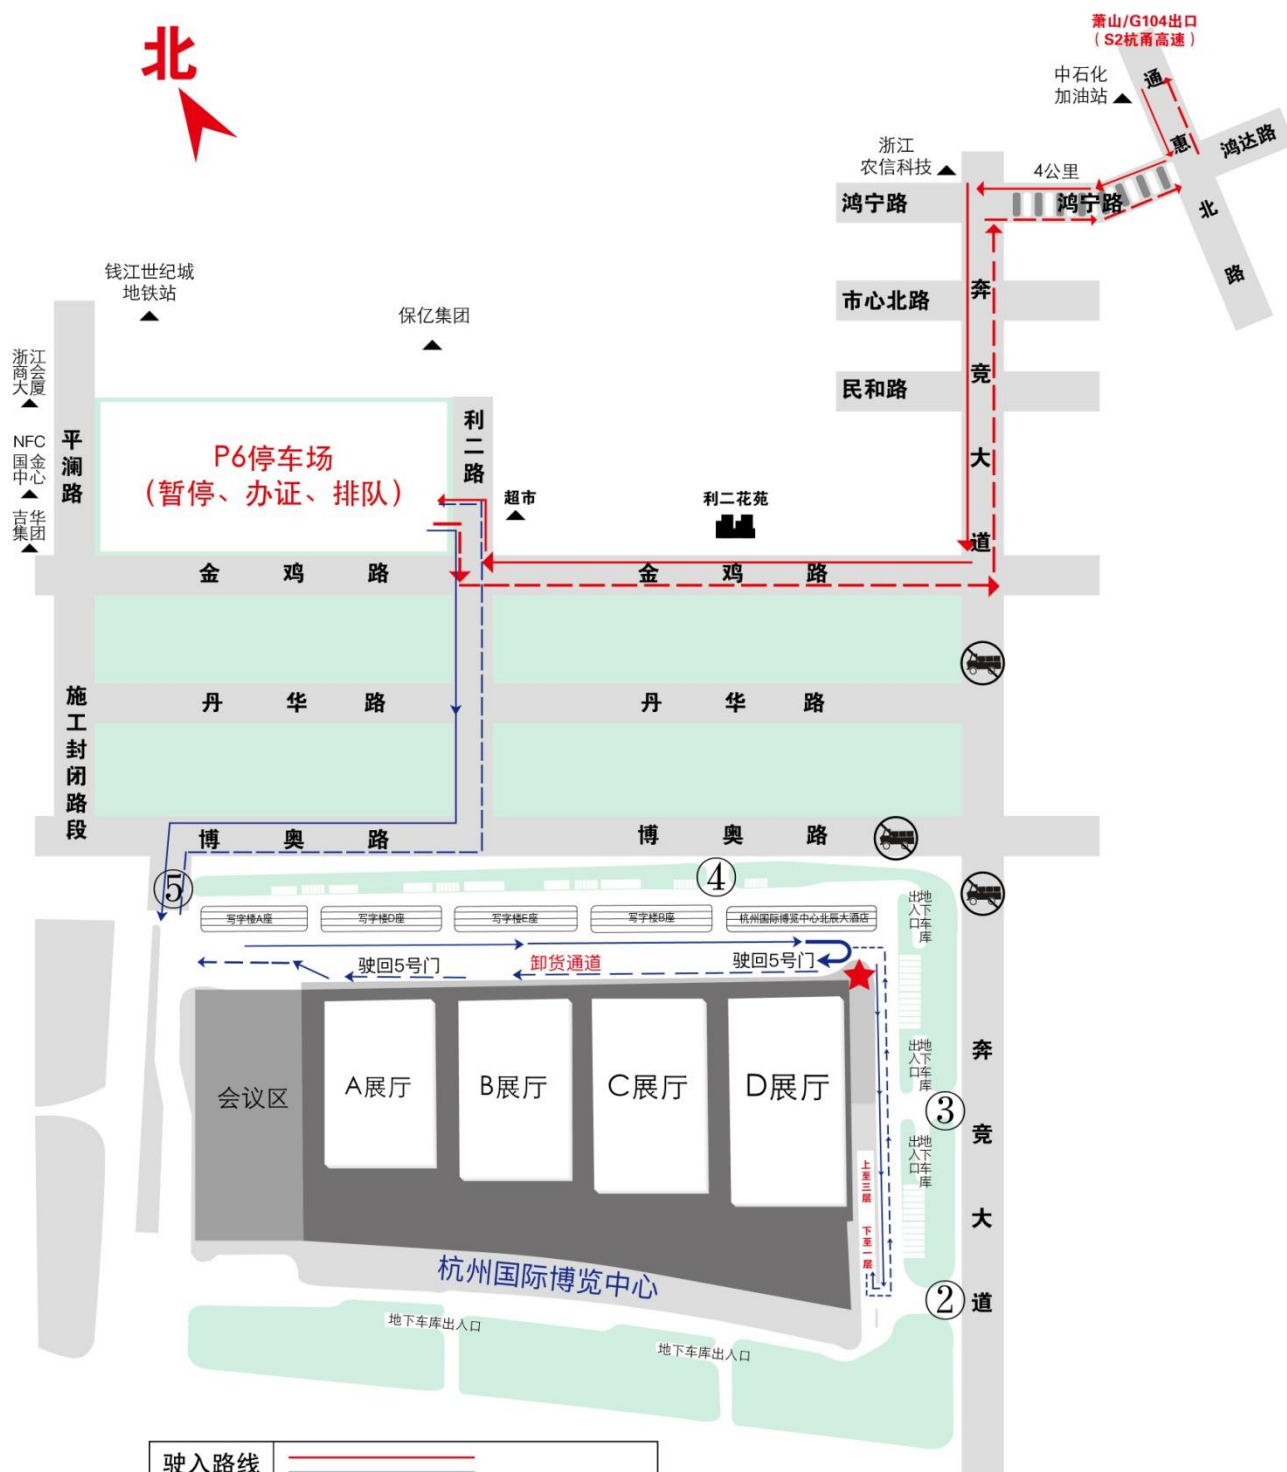 北
萧山/G104出口
（S2杭甬高速）
中石化
加油站
通惠北路
鸿达路
浙江
农信科技
4公里
鸿宁路
鸿宁路
市心北路
民和路
奔竞大道
钱江世纪城
地铁站
保亿集团
浙江
商会
大厦
NFC
国金
中心
吉华
集团
平澜路
P6停车场
（暂停、办证、排队）
利二路
超市
利二花苑
金鸡路
金鸡路
施工封闭路段
丹华路
丹华路
博奥路
博奥路
⑤
④
写字楼A座
写字楼D座
写字楼E座
写字楼B座
杭州国际博览中心北辰大酒店
地下车库
出入口
驶回5号门
卸货通道
驶回5号门
会议区
A展厅
B展厅
C展厅
D展厅
地下车库
出入口
③
地下车库
出入口
奔竞大道
上至三层
下至一层
②
杭州国际博览中心
地下车库出入口
地下车库出入口
驶入路线